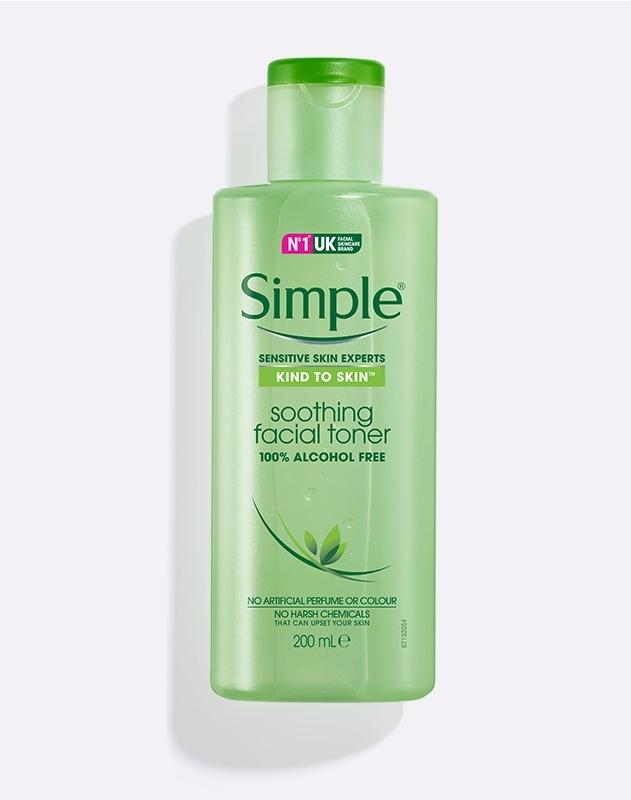 Nº1* UK FACIAL SKINCARE BRAND
Simple®
SENSITIVE SKIN EXPERTS
KIND TO SKIN™
soothing
facial toner
100% ALCOHOL FREE
NO ARTIFICIAL PERFUME OR COLOUR
NO HARSH CHEMICALS
THAT CAN UPSET YOUR SKIN
200 mL ℮
67192054